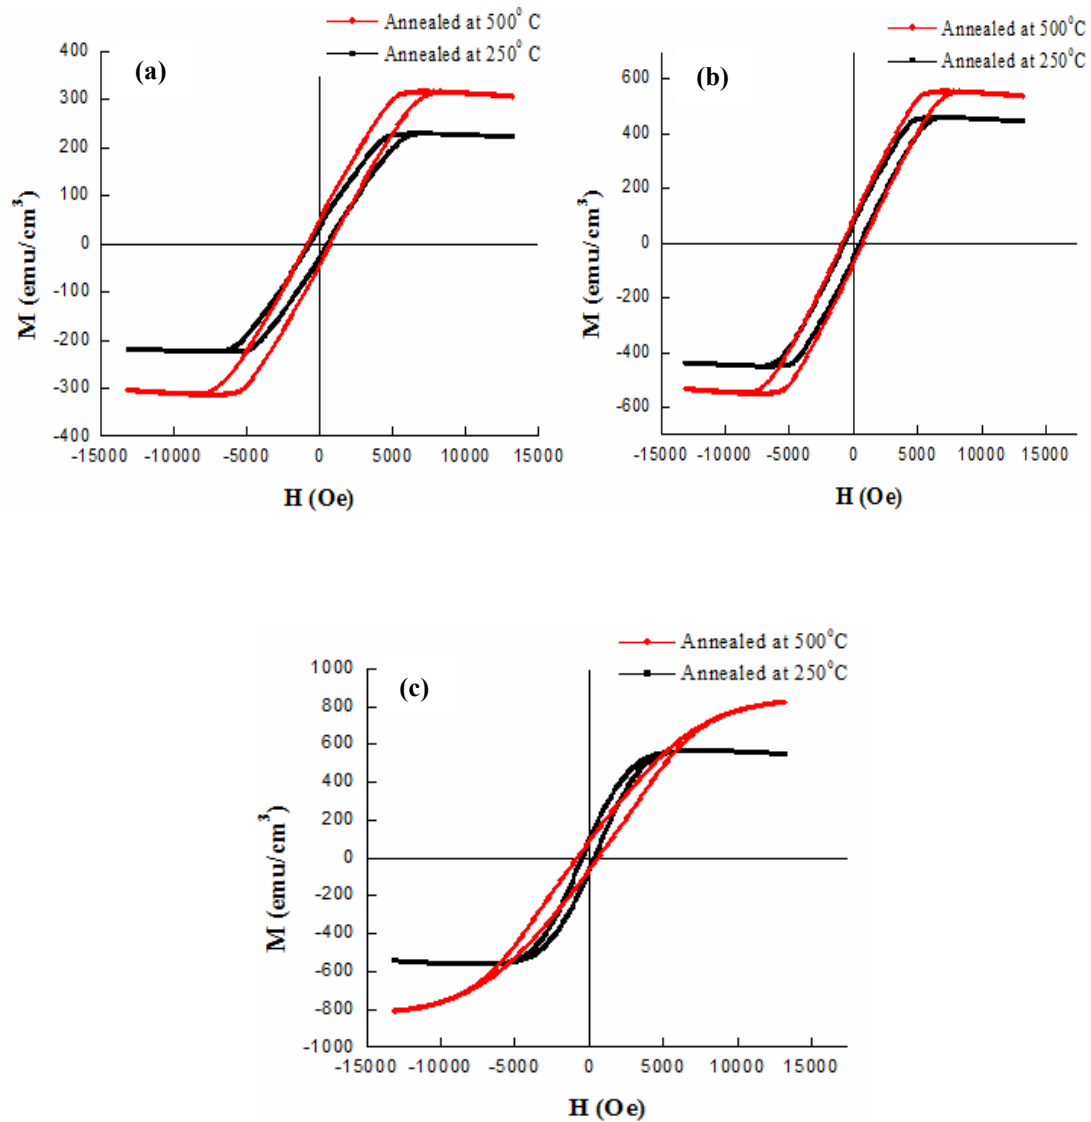 Annealed at 500⁰ C
Annealed at 250⁰ C
(a)
400
300
200
100
0
-100
-200
-300
-400
M (emu/cm³)
-15000 -10000 -5000 0 5000 10000 15000
H (Oe)
Annealed at 500⁰C
Annealed at 250⁰C
(b)
600
400
200
0
-200
-400
-600
M (emu/cm³)
-15000 -10000 -5000 0 5000 10000 15000
H (Oe)
Annealed at 500⁰C
Annealed at 250⁰C
(c)
1000
800
600
400
200
0
-200
-400
-600
-800
-1000
M (emu/cm³)
-15000 -10000 -5000 0 5000 10000 15000
H (Oe)